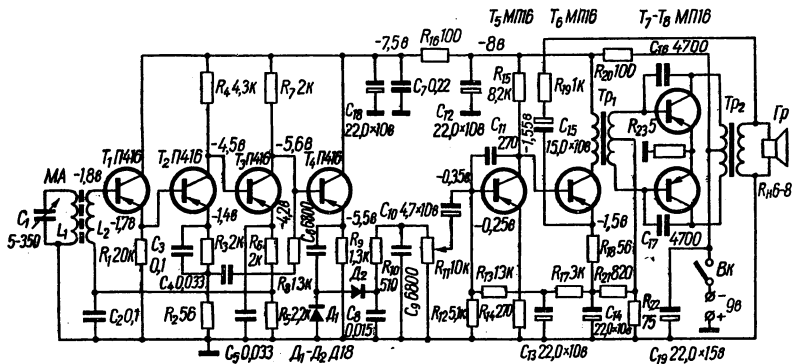 T₅ МП16 T₆ МП16 T₇-T₈ МП16
-7,5в R₁₆ 100 -8в
C₁₆ 4700
R₄ 4,3к R₇ 2к
C₁₈ 22,0×10в
C₇ 0,22
C₁₂ 22,0×10в
R₁₅ 8,2к
R₁₉ 1к
R₂₀ 100
Тр₁
Тр₂
Гр
T₁ П416 T₂ П416 T₃ П416 T₄ П416
-4,5в
-5,6в
C₁₁ 270
-1,55в
C₁₅ 15,0×10в
R₂₃ 5
МА
-1,8в
-1,7в
-1,4в
-4,2в
C₆ 6800
-5,5в
C₁₀ 4,7×10в
-0,35в
-0,25в
-1,5в
C₁₇ 4700
Rн 6-8
C₁ 5-350
L₁ L₂
R₁ 20к
C₃ 0,1
R₃ 2к
R₆ 2к
C₄ 0,033
R₈ 13к
R₉ 1,3к
Д₂
R₁₀ 510
C₉ 6800
R₁₁ 10к
R₁₃ 13к
R₁₇ 3к
R₁₈ 56
R₂₁ 820
Вк
C₂ 0,1
R₂ 56
R₅ 2,2к
Д₁
C₈ 0,015
R₁₂ 5,1к
R₁₄ 270
C₁₄ 22,0×10в
R₂₂ 75
- 9в +
C₅ 0,033
Д₁-Д₂ Д18
C₁₃ 22,0×10в
C₁₉ 22,0×15в